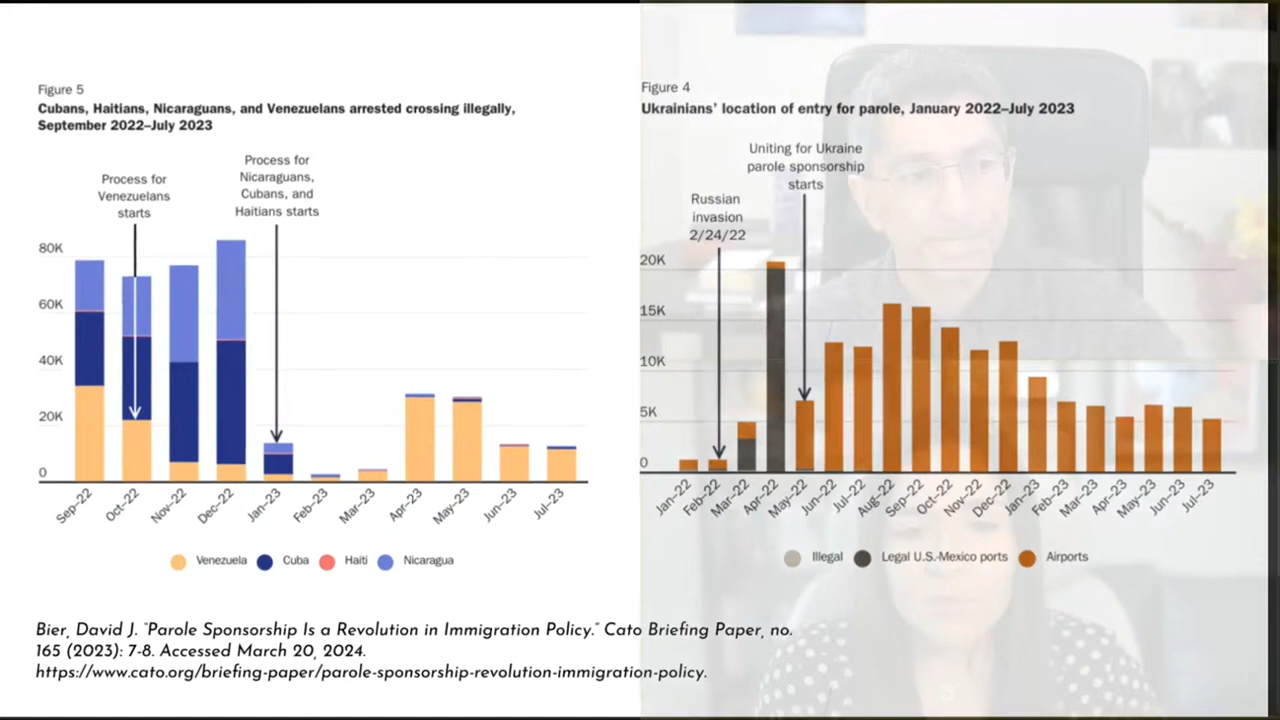 Figure 5
Cubans, Haitians, Nicaraguans, and Venezuelans arrested crossing illegally,
September 2022–July 2023
Process for
Venezuelans
starts
Process for
Nicaraguans,
Cubans, and
Haitians starts
80K
60K
40K
20K
0
Sep–22
Oct–22
Nov–22
Dec–22
Jan–23
Feb–23
Mar–23
Apr–23
May–23
Jun–23
Jul–23
Venezuela
Cuba
Haiti
Nicaragua
Figure 4
Ukrainians’ location of entry for parole, January 2022–July 2023
Russian
invasion
2/24/22
Uniting for Ukraine
parole sponsorship
starts
20K
15K
10K
5K
0
Jan–22
Feb–22
Mar–22
Apr–22
May–22
Jun–22
Jul–22
Aug–22
Sep–22
Oct–22
Nov–22
Dec–22
Jan–23
Feb–23
Mar–23
Apr–23
May–23
Jun–23
Jul–23
Illegal
Legal U.S.-Mexico ports
Airports
Bier, David J. “Parole Sponsorship Is a Revolution in Immigration Policy.” Cato Briefing Paper, no.
165 (2023): 7-8. Accessed March 20, 2024.
https://www.cato.org/briefing-paper/parole-sponsorship-revolution-immigration-policy.